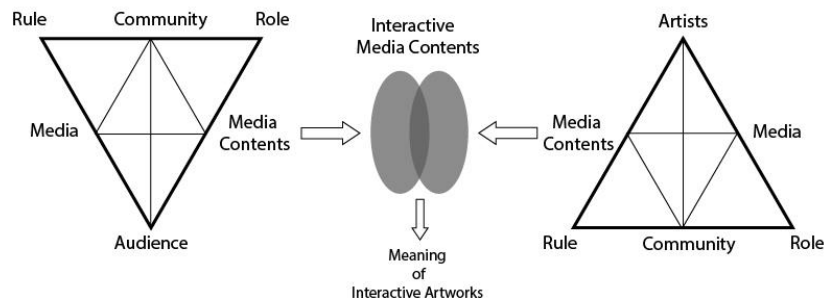 Rule
Community
Role
Media
Media
Contents
Audience
Interactive
Media Contents
Meaning
of
Interactive Artworks
Artists
Media
Contents
Media
Rule
Community
Role